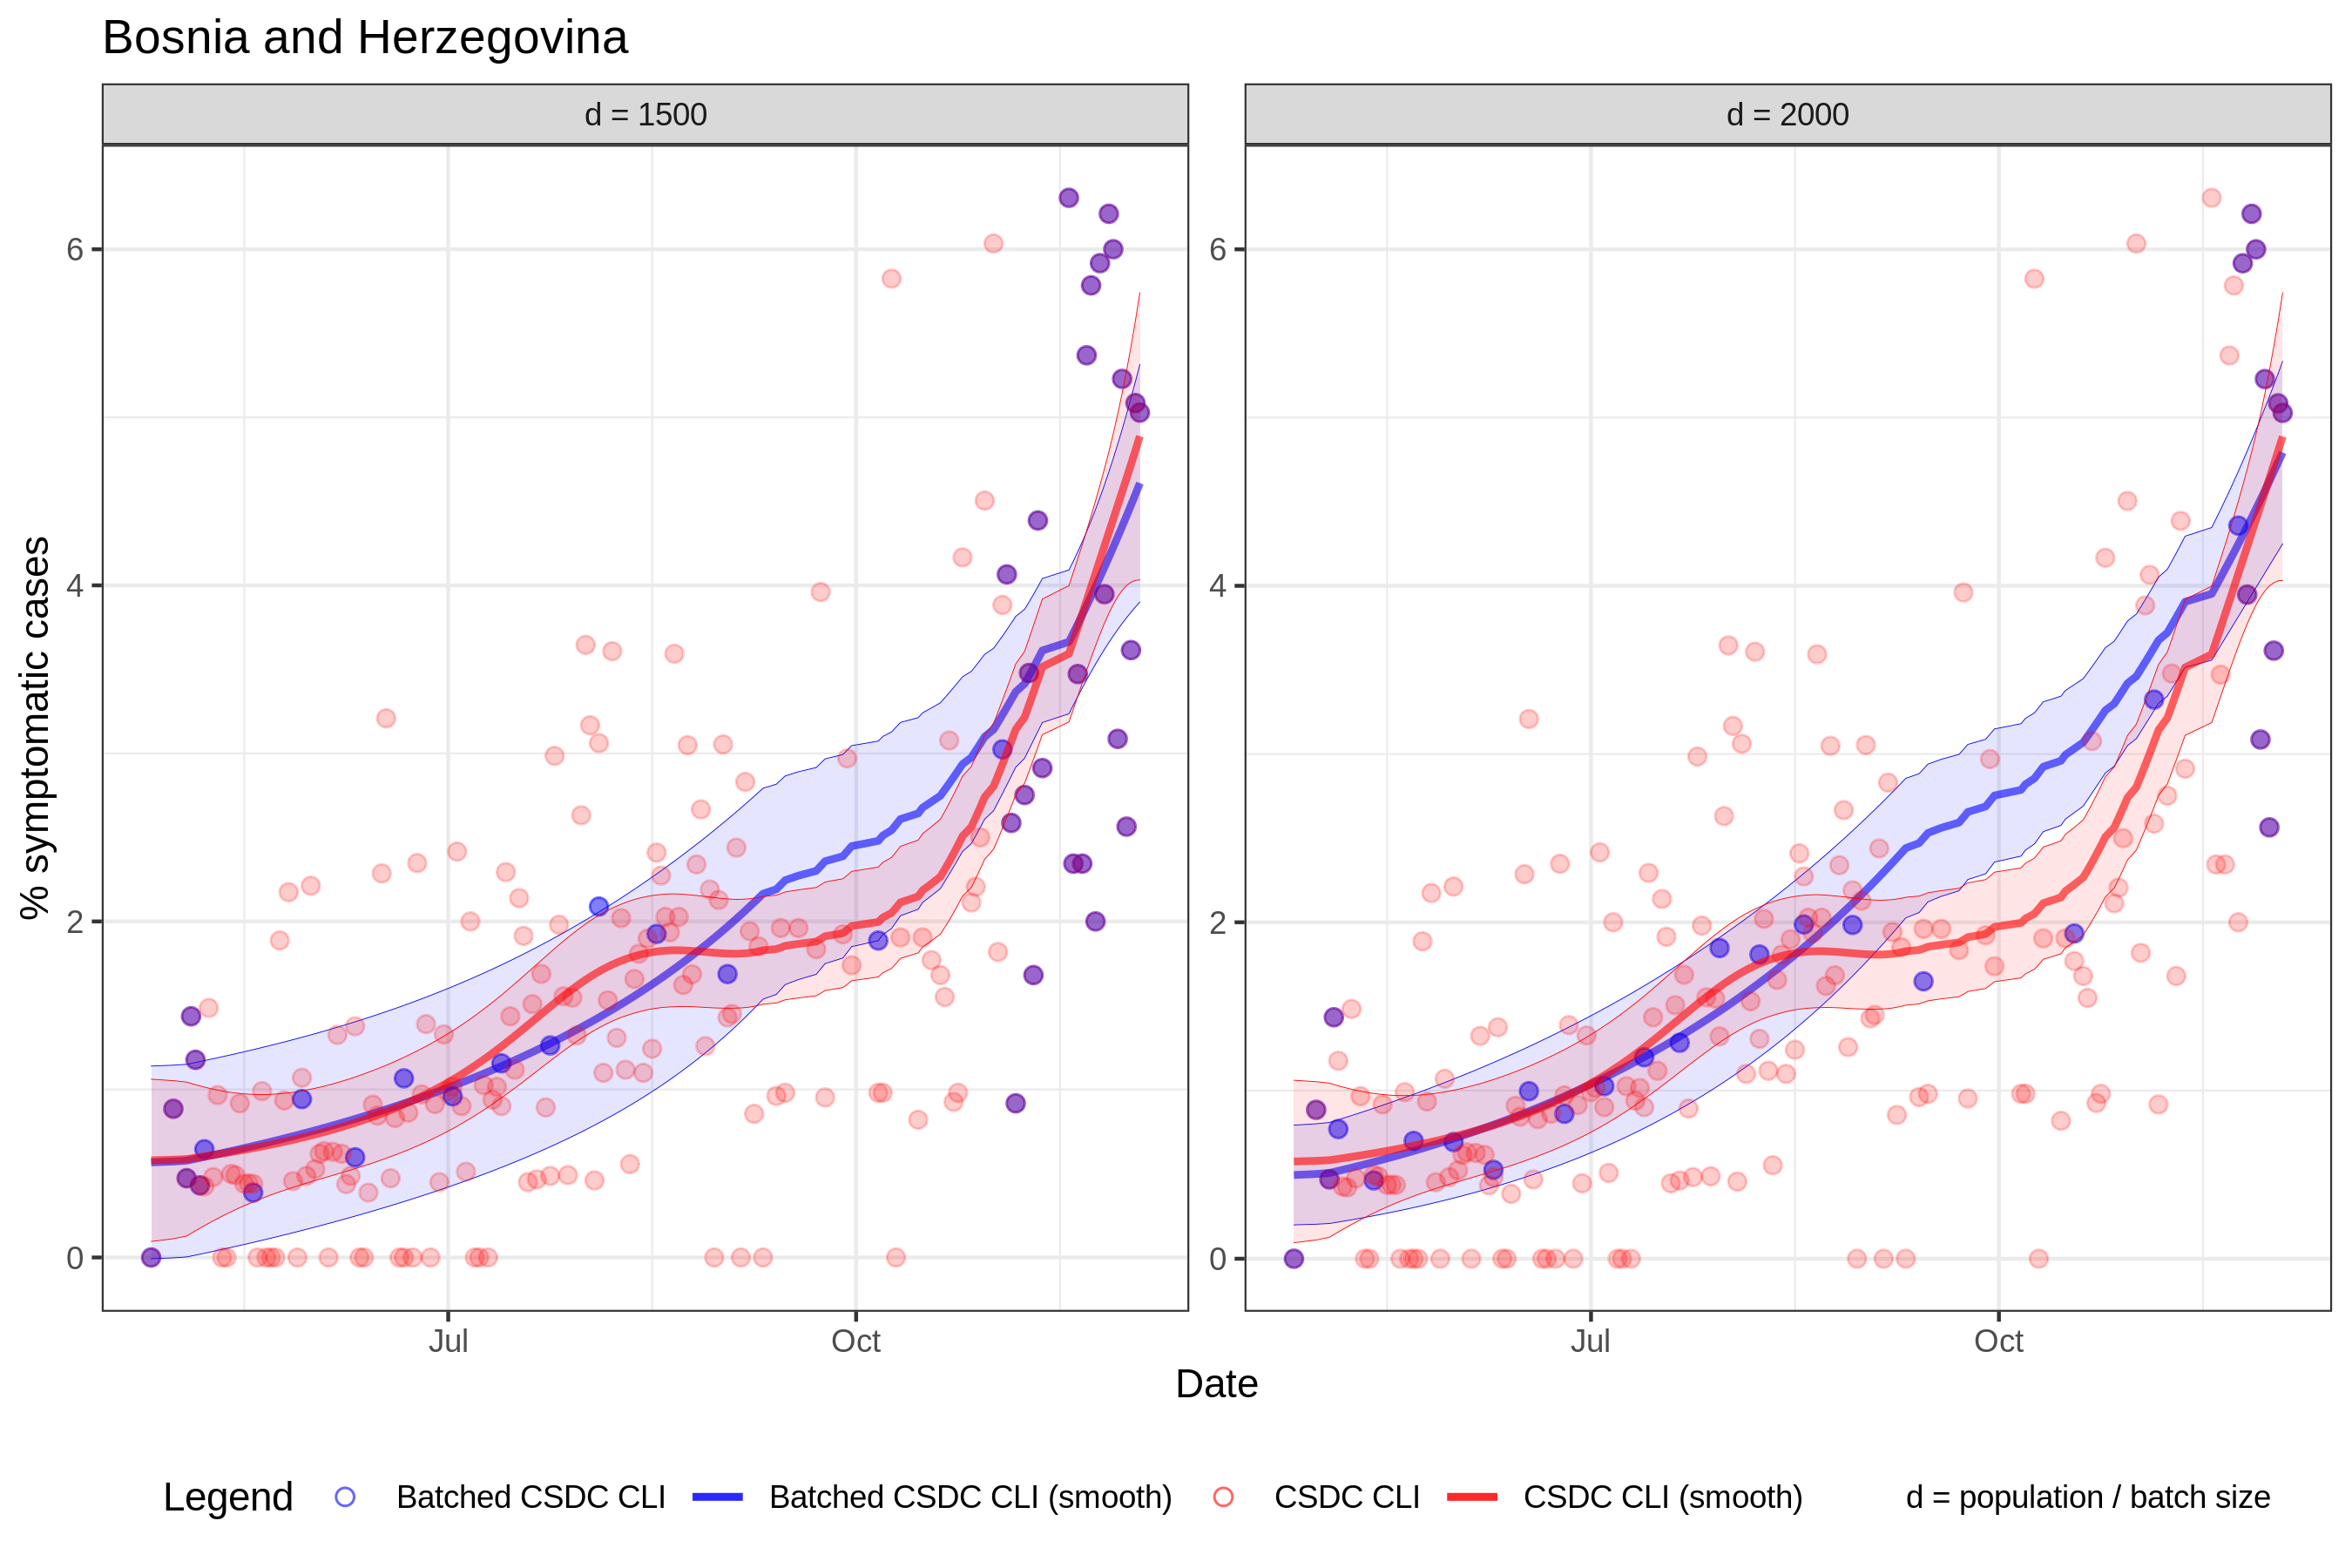 Bosnia and Herzegovina
d = 1500
d = 2000
% symptomatic cases
6
4
2
0
6
4
2
0
Jul
Oct
Jul
Oct
Date
Legend
Batched CSDC CLI
Batched CSDC CLI (smooth)
CSDC CLI
CSDC CLI (smooth)
d = population / batch size